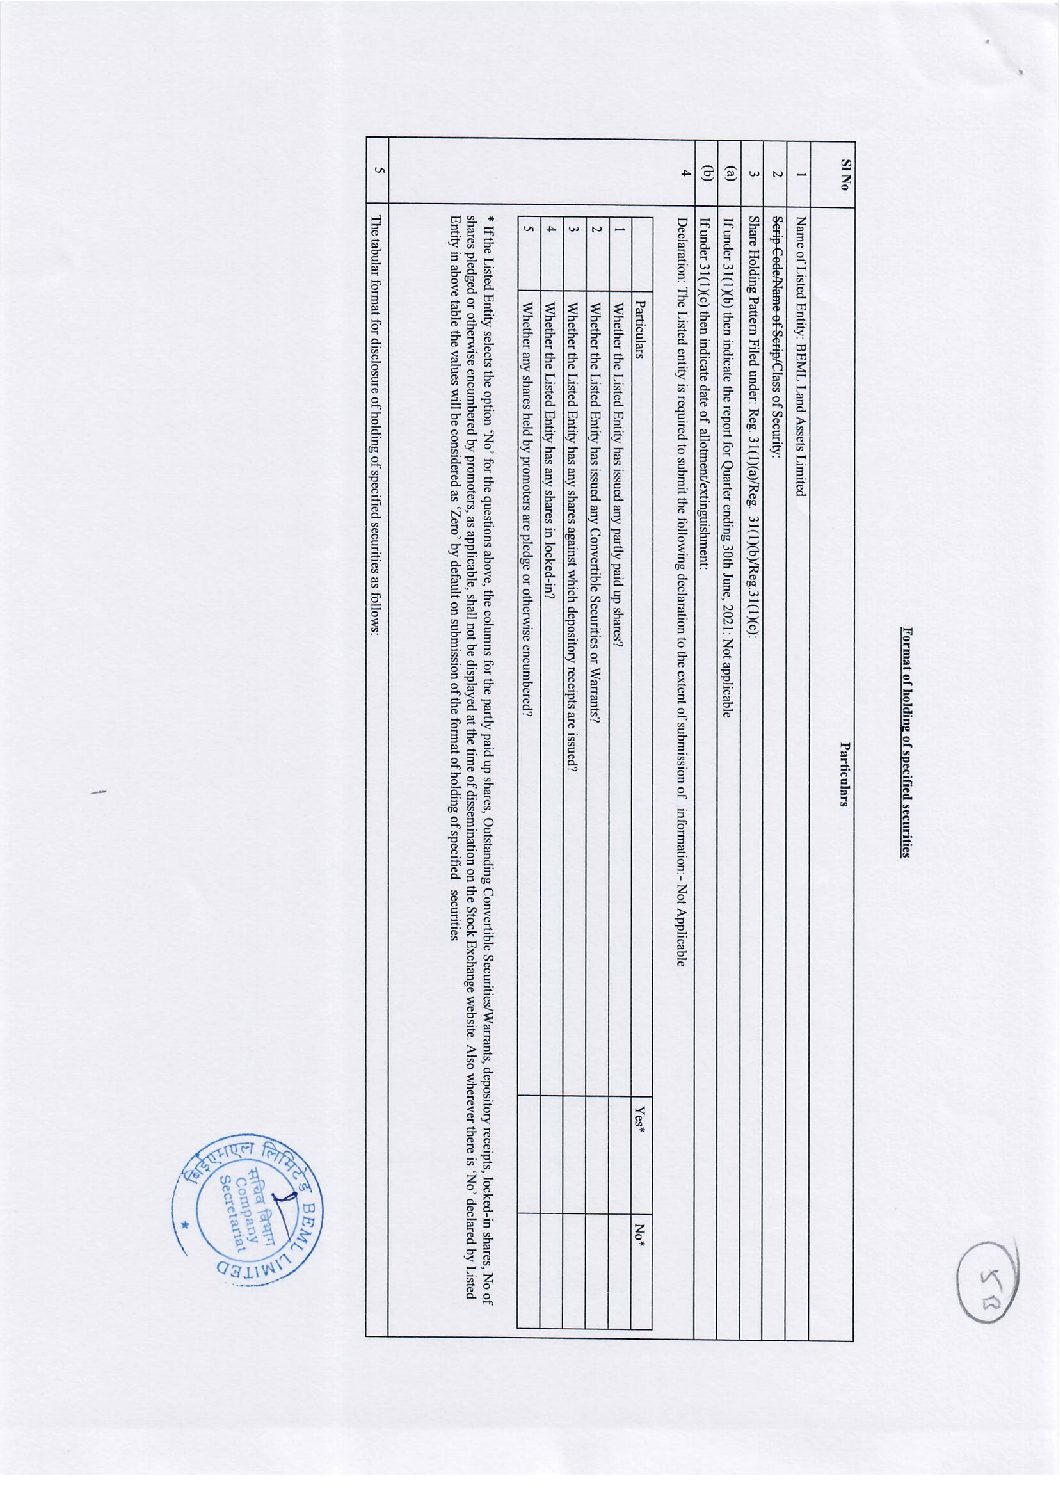 Format of holding of specified securities
Sl No Particulars
1 Name of Listed Entity: BEML Land Assets Limited
2 Scrip Code/Name of Scrip/Class of Security:
3 Share Holding Pattern Filed under: Reg. 31(1)(a)/Reg. 31(1)(b)/Reg.31(1)(c):
(a) If under 31(1)(b) then indicate the report for Quarter ending 30th June, 2021: Not applicable
(b) If under 31(1)(c) then indicate date of allotment/extinguishment:
4 Declaration: The Listed entity is required to submit the following declaration to the extent of submission of information:- Not Applicable
Particulars Yes* No*
1 Whether the Listed Entity has issued any partly paid up shares?
2 Whether the Listed Entity has issued any Convertible Securities or Warrants?
3 Whether the Listed Entity has any shares against which depository receipts are issued?
4 Whether the Listed Entity has any shares in locked-in?
5 Whether any shares held by promoters are pledge or otherwise encumbered?
* If the Listed Entity selects the option 'No' for the questions above, the columns for the partly paid up shares, Outstanding Convertible Securities/Warrants, depository receipts, locked-in shares, No of
shares pledged or otherwise encumbered by promoters, as applicable, shall not be displayed at the time of dissemination on the Stock Exchange website. Also wherever there is 'No' declared by Listed
Entity in above table the values will be considered as 'Zero' by default on submission of the format of holding of specified securities
5 The tabular format for disclosure of holding of specified securities as follows:
बीईएमएल लिमिटेड BEML LIMITED
सचिव विभाग
Company
Secretariat